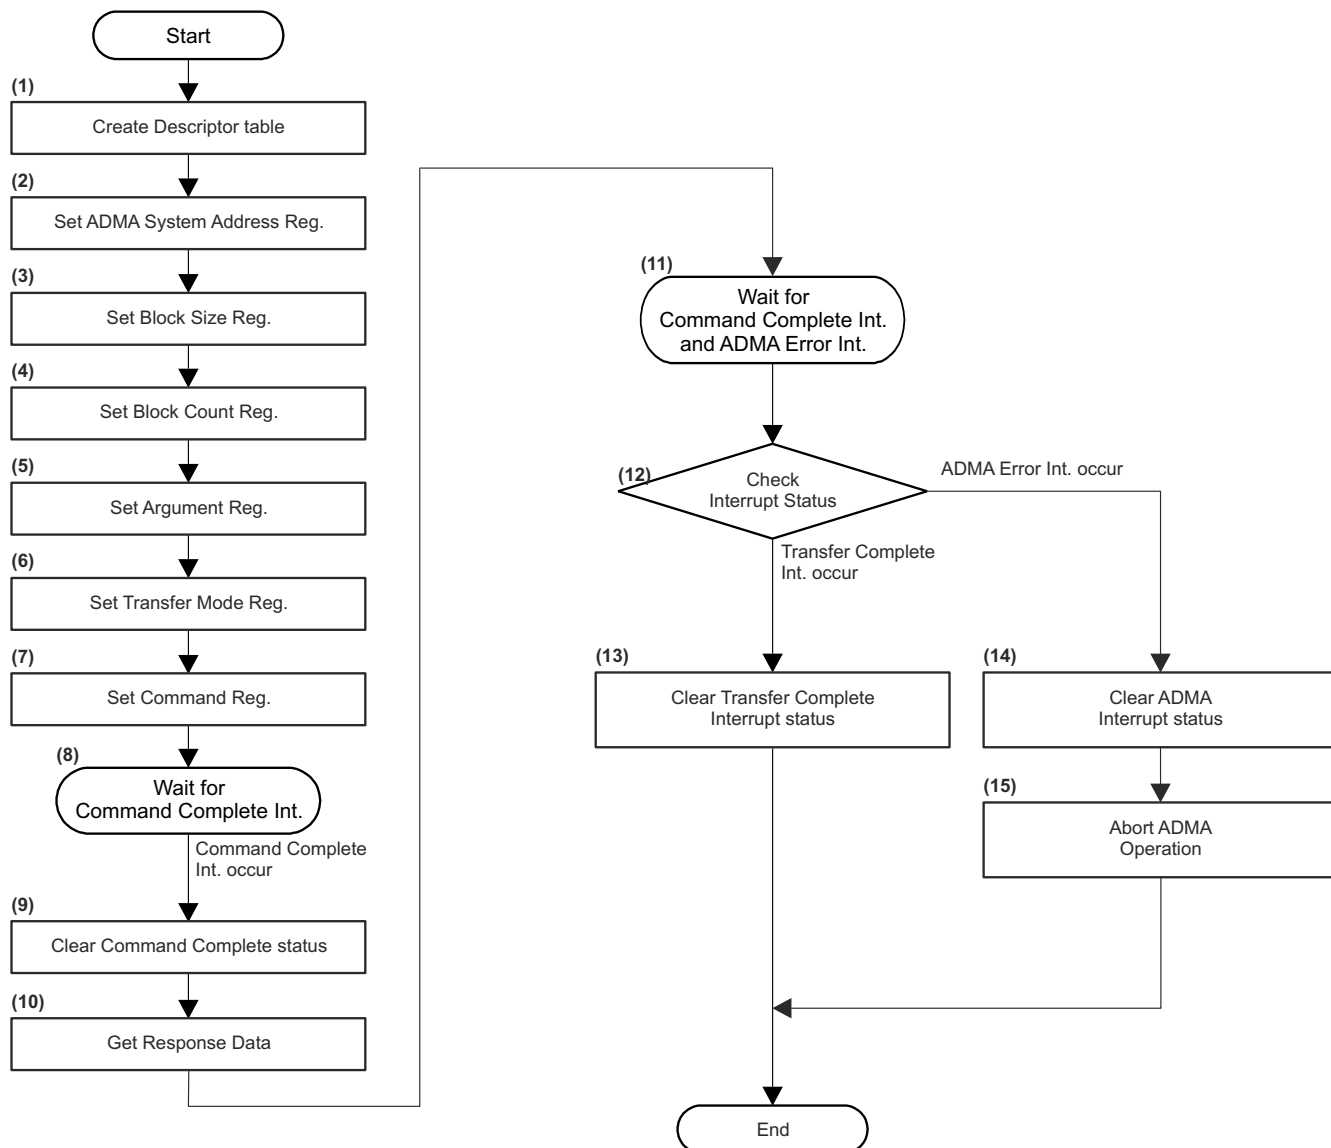 Start
(1)
Create Descriptor table
(2)
Set ADMA System Address Reg.
(3)
Set Block Size Reg.
(4)
Set Block Count Reg.
(5)
Set Argument Reg.
(6)
Set Transfer Mode Reg.
(7)
Set Command Reg.
(8)
Wait for
Command Complete Int.
Command Complete
Int. occur
(9)
Clear Command Complete status
(10)
Get Response Data
(11)
Wait for
Command Complete Int.
and ADMA Error Int.
(12)
Check
Interrupt Status
ADMA Error Int. occur
Transfer Complete
Int. occur
(13)
Clear Transfer Complete
Interrupt status
(14)
Clear ADMA
Interrupt status
(15)
Abort ADMA
Operation
End